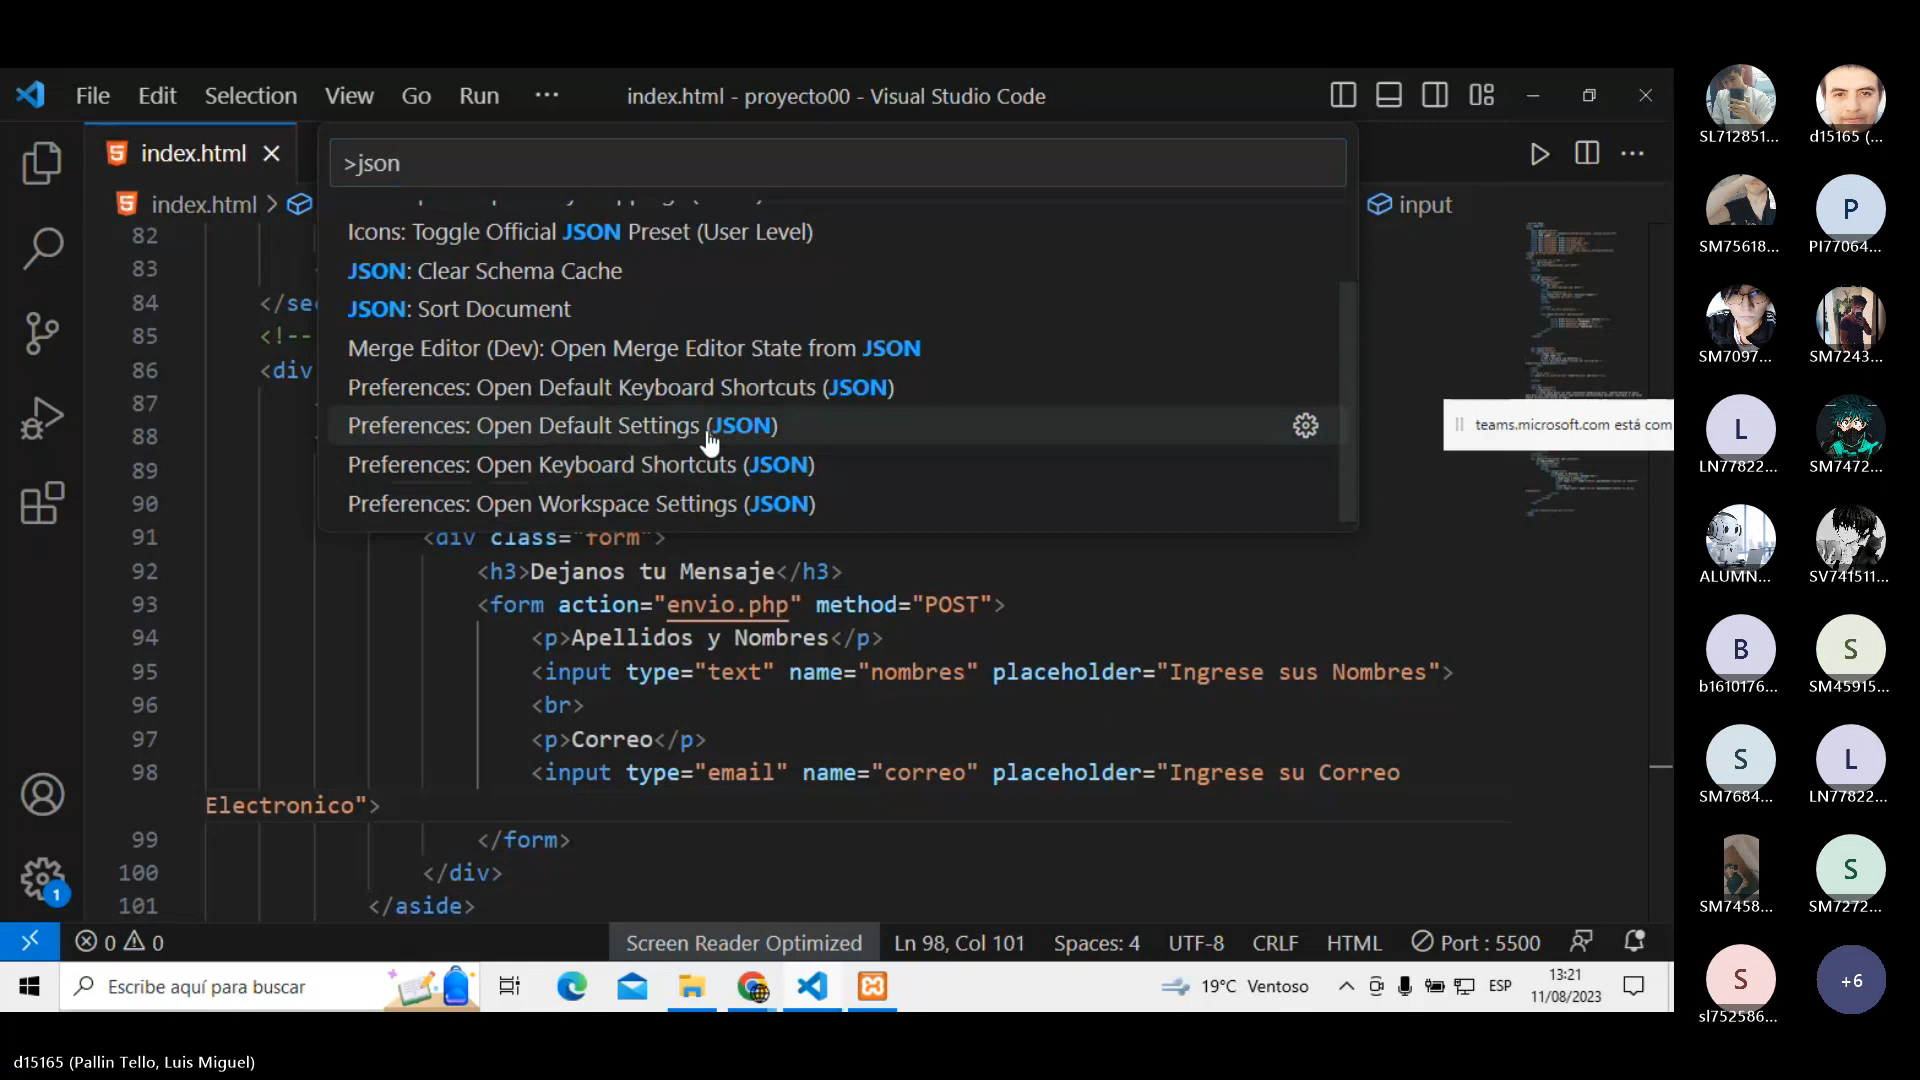 File Edit Selection View Go Run ··· index.html - proyecto00 - Visual Studio Code
index.html
>json
index.html > input
Icons: Toggle Official JSON Preset (User Level)
JSON: Clear Schema Cache
JSON: Sort Document
Merge Editor (Dev): Open Merge Editor State from JSON
Preferences: Open Default Keyboard Shortcuts (JSON)
Preferences: Open Default Settings (JSON)
Preferences: Open Keyboard Shortcuts (JSON)
Preferences: Open Workspace Settings (JSON)
teams.microsoft.com está com
82
83
84 </sec
85 <!--
86 <div
87
88
89
90
91 <div class="form">
92 <h3>Dejanos tu Mensaje</h3>
93 <form action="envio.php" method="POST">
94 <p>Apellidos y Nombres</p>
95 <input type="text" name="nombres" placeholder="Ingrese sus Nombres">
96 <br>
97 <p>Correo</p>
98 <input type="email" name="correo" placeholder="Ingrese su Correo
Electronico">
99 </form>
100 </div>
101 </aside>
1
0 0 Screen Reader Optimized Ln 98, Col 101 Spaces: 4 UTF-8 CRLF HTML Port : 5500
Escribe aquí para buscar 19°C Ventoso ESP 13:21
11/08/2023
d15165 (Pallin Tello, Luis Miguel)
SL712851... d15165 (...
P
SM75618... PI77064...
SM7097... SM7243...
L
LN77822... SM7472...
ALUMN... SV741511...
B S
b1610176... SM45915...
S L
SM7684... LN77822...
S
SM7458... SM7272...
S +6
sl752586...